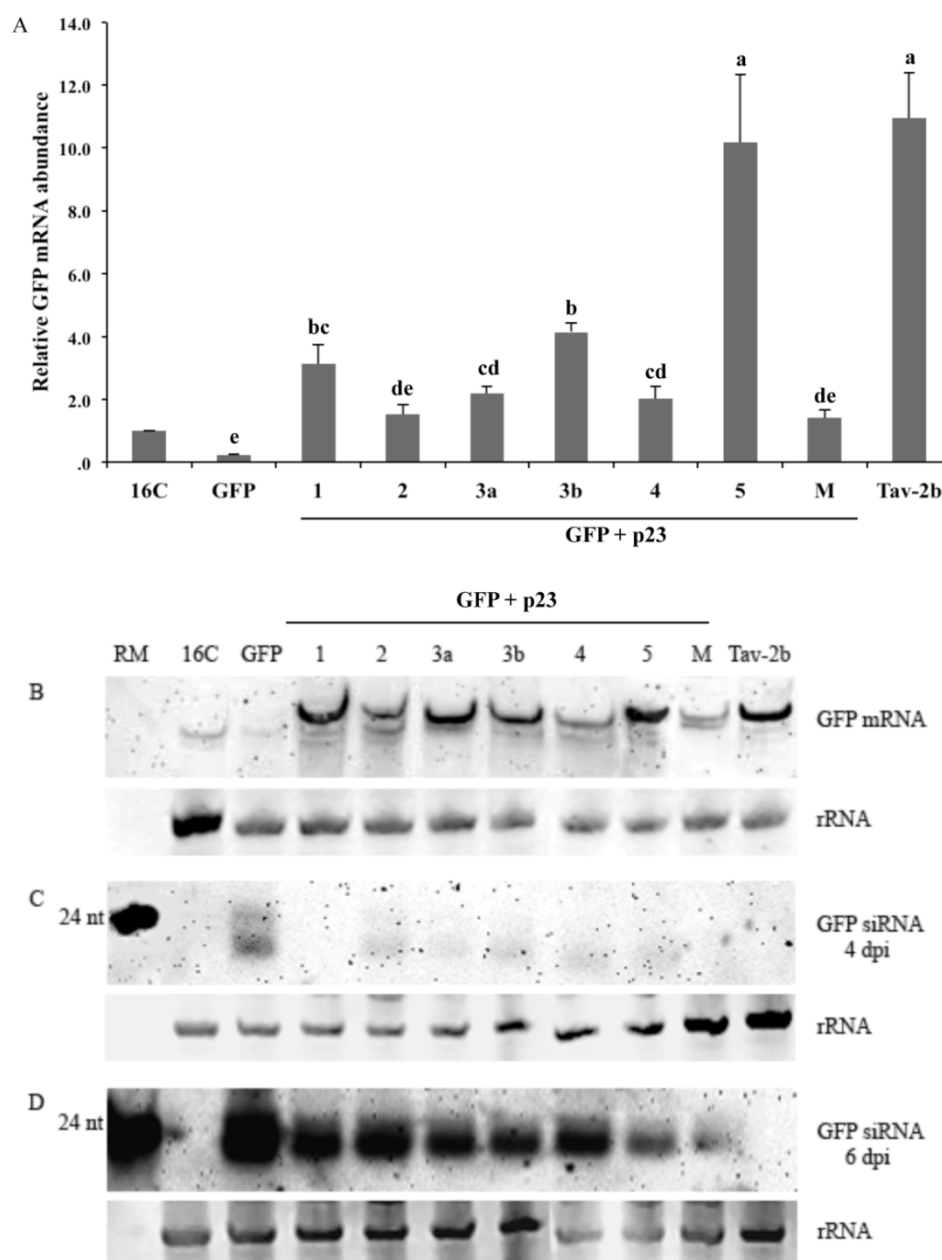 A
Relative GFP mRNA abundance
14.0
12.0
10.0
8.0
6.0
4.0
2.0
.0
e
bc
de
cd
b
cd
a
de
a
16C GFP 1 2 3a 3b 4 5 M Tav-2b
GFP + p23
GFP + p23
RM 16C GFP 1 2 3a 3b 4 5 M Tav-2b
B
GFP mRNA
rRNA
C
24 nt
GFP siRNA
4 dpi
rRNA
D
24 nt
GFP siRNA
6 dpi
rRNA